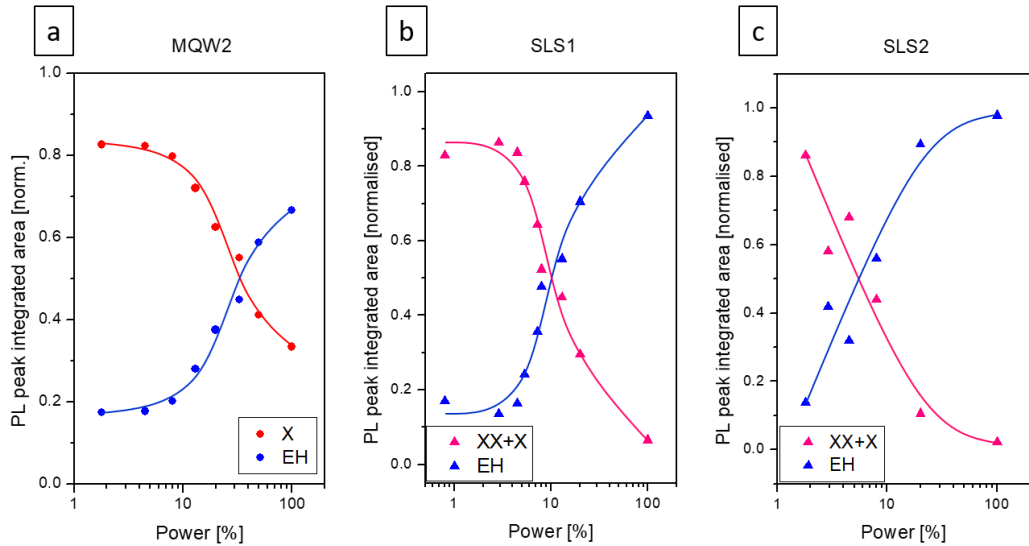 a
MQW2
PL peak integrated area [norm.]
1.0
0.8
0.6
0.4
0.2
0.0
X
EH
1
10
100
Power [%]
b
SLS1
PL peak integrated area [normalised]
1.0
0.8
0.6
0.4
0.2
0.0
XX+X
EH
1
10
100
Power [%]
c
SLS2
PL peak integrated area [normalised]
1.0
0.8
0.6
0.4
0.2
0.0
XX+X
EH
1
10
100
Power [%]